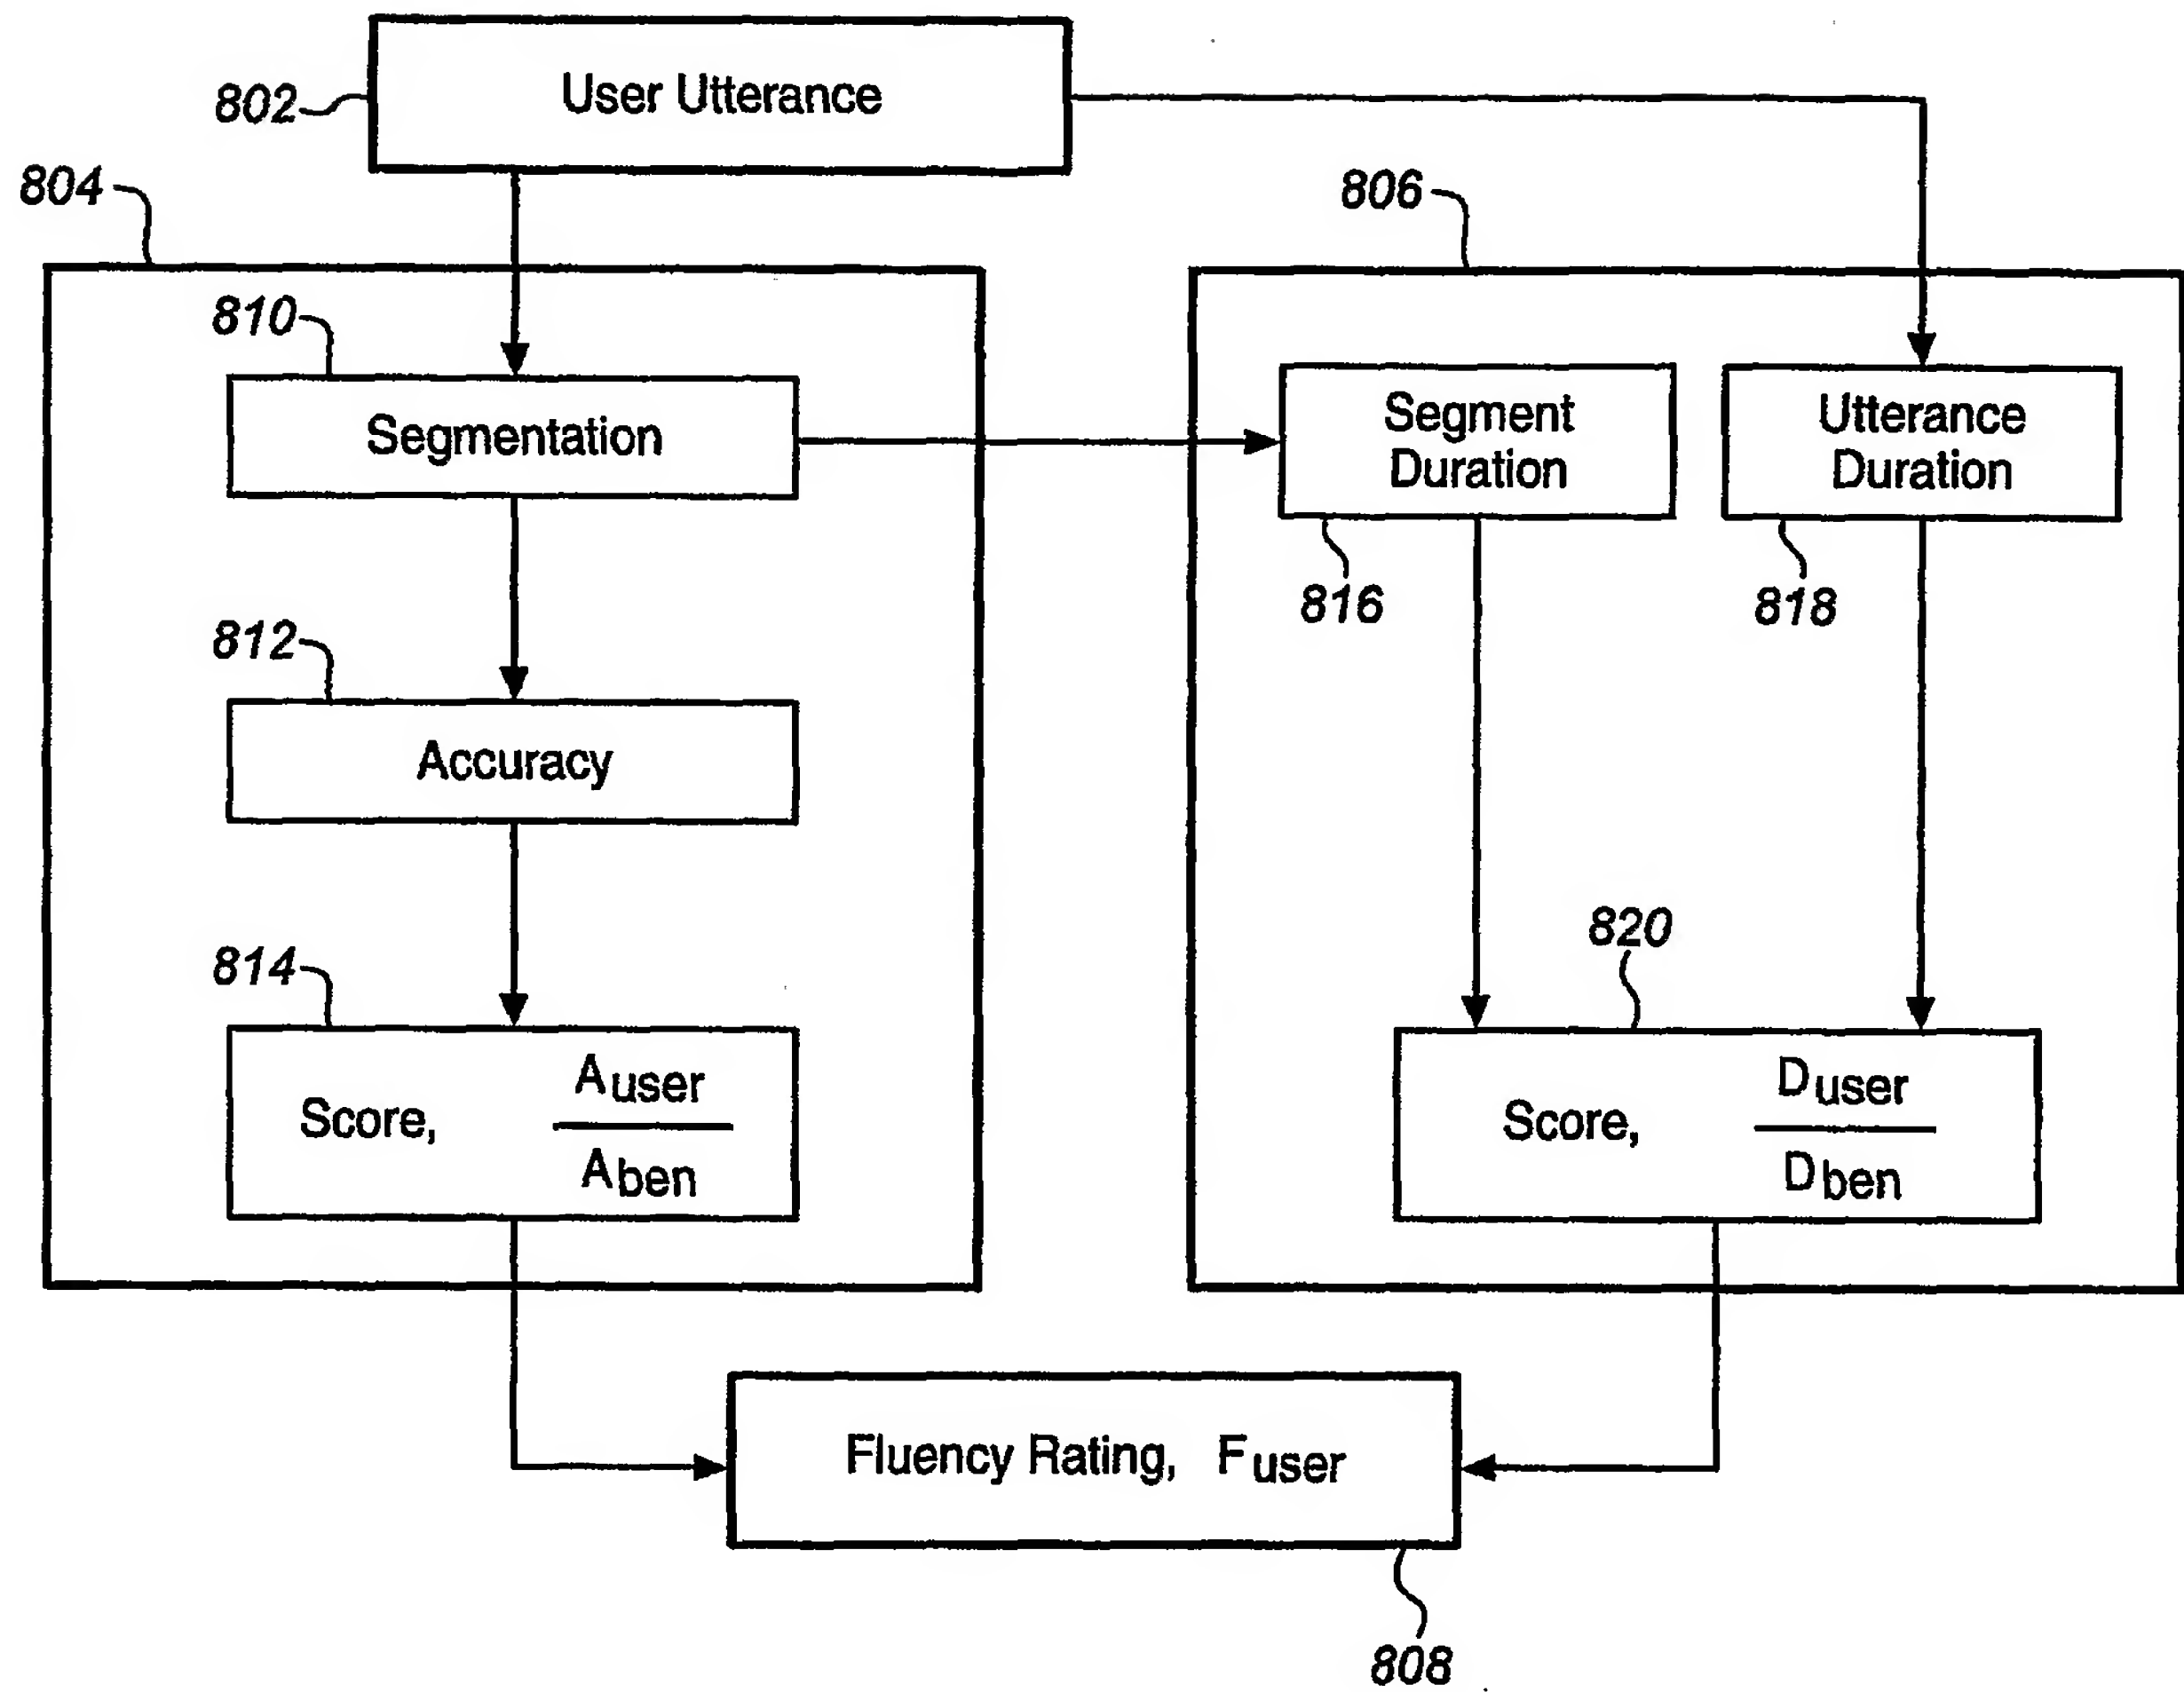 User Utterance
802
804
806
810
Segmentation
Segment
Duration
Utterance
Duration
816
818
812
Accuracy
814
820
Score, Auser
Aben
Score, Duser
Dben
Fluency Rating, Fuser
808